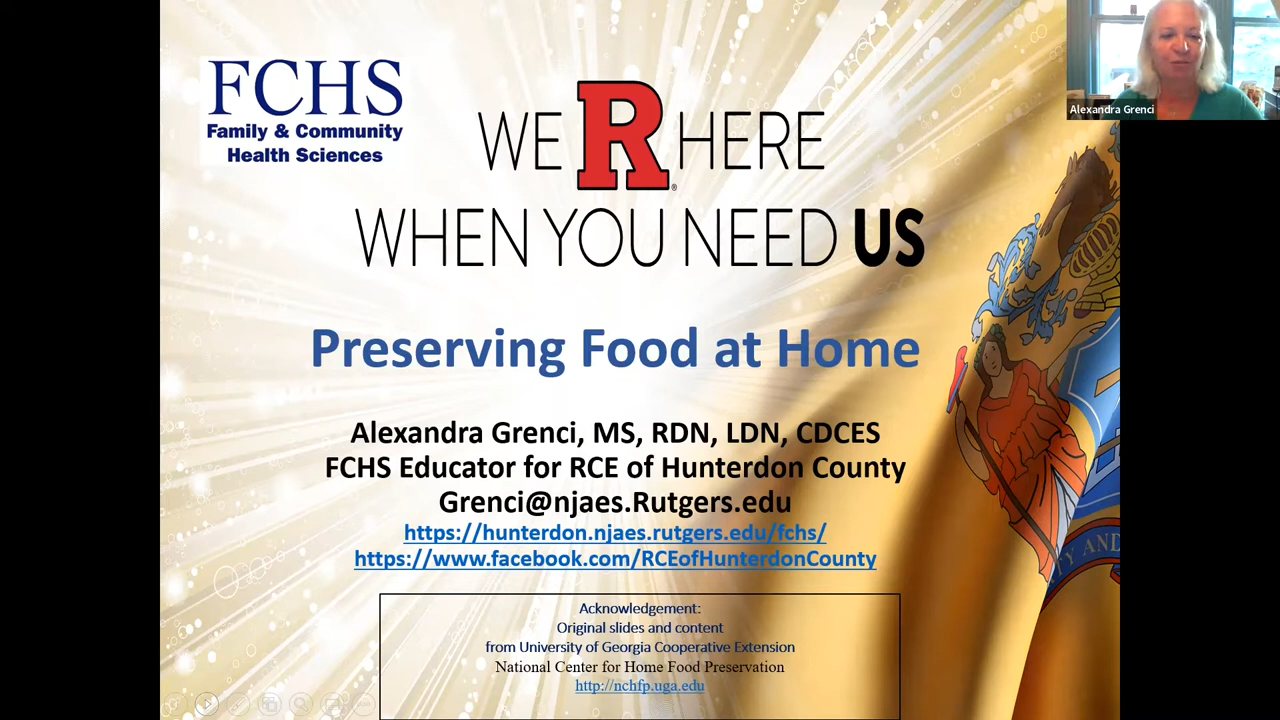 FCHS
Family & Community
Health Sciences
WE R® HERE
WHEN YOU NEED US
Alexandra Grenci
Preserving Food at Home
Alexandra Grenci, MS, RDN, LDN, CDCES
FCHS Educator for RCE of Hunterdon County
Grenci@njaes.Rutgers.edu
https://hunterdon.njaes.rutgers.edu/fchs/
https://www.facebook.com/RCEofHunterdonCounty
Y AND
Acknowledgement:
Original slides and content
from University of Georgia Cooperative Extension
National Center for Home Food Preservation
http://nchfp.uga.edu